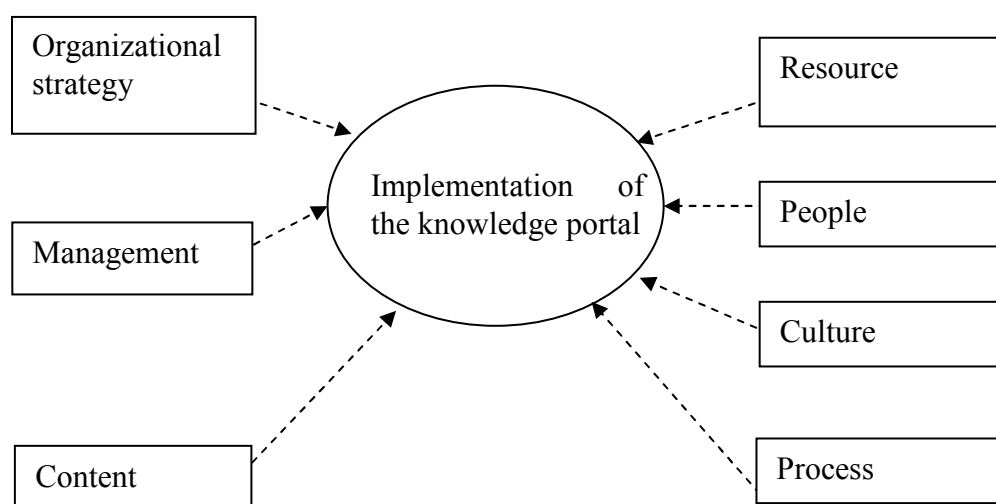 Organizational
strategy
Resource
Implementation of
the knowledge portal
People
Management
Culture
Content
Process